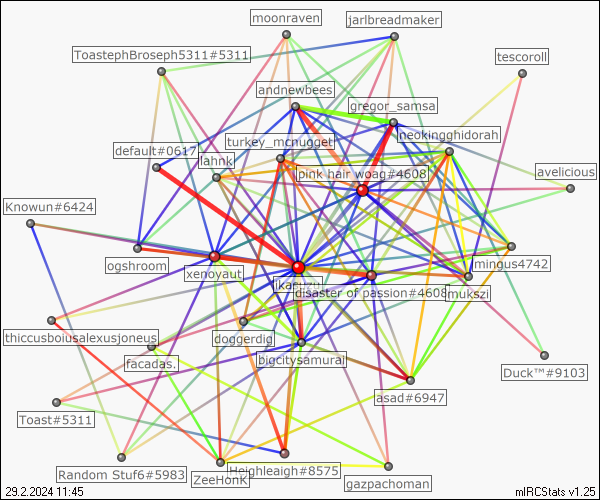 moonraven
jarlbreadmaker
ToastephBroseph5311#5311
tescoroll
andnewbees
gregor_samsa
neokingghidorah
turkey_mcnugget
default#0617
lahnk
pink hair woag#4608
avelicious
Knowun#6424
ogshroom
xenoyaut
mingus4742
ikasuzu
disaster of passion#4608
mukszi
thiccusboiusalexusjoneus
doggerdig
bigcitysamurai
facadas.
Duck™#9103
asad#6947
Toast#5311
Random Stuf6#5983
ZeeHonk
Heighleigh#8575
gazpachoman
29.2.2024 11:45
mIRCStats v1.25